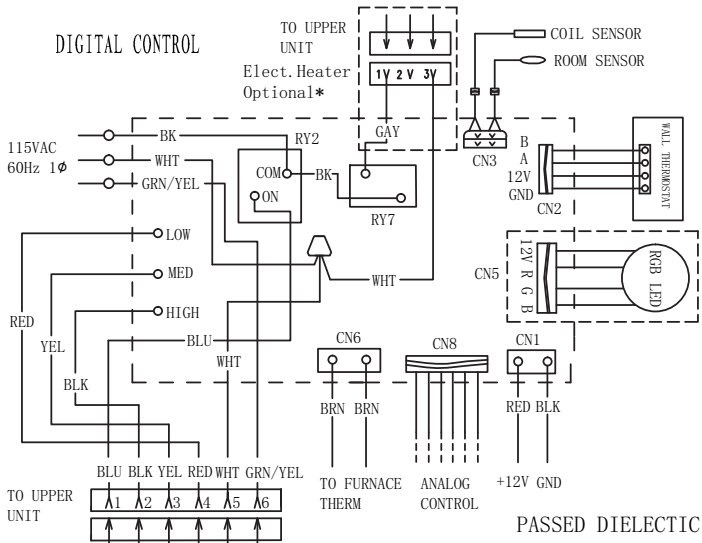 DIGITAL CONTROL
TO UPPER
UNIT
Elect.Heater
Optional*
1V 2 V 3V
COIL SENSOR
ROOM SENSOR
GAY
CN3
115VAC
60Hz 1ϕ
BK
WHT
GRN/YEL
RY2
COM
ON
BK
RY7
B
A
12V
GND
CN2
WALL THERMOSTAT
LOW
MED
HIGH
WHT
CN5
12V R G B
RGB LED
RED
YEL
BLK
BLU
WHT
CN6
CN8
CN1
BRN BRN
RED BLK
TO FURNACE
THERM
ANALOG
CONTROL
+12V GND
BLU BLK YEL RED WHT GRN/YEL
TO UPPER
UNIT
1 2 3 4 5 6
PASSED DIELECTIC